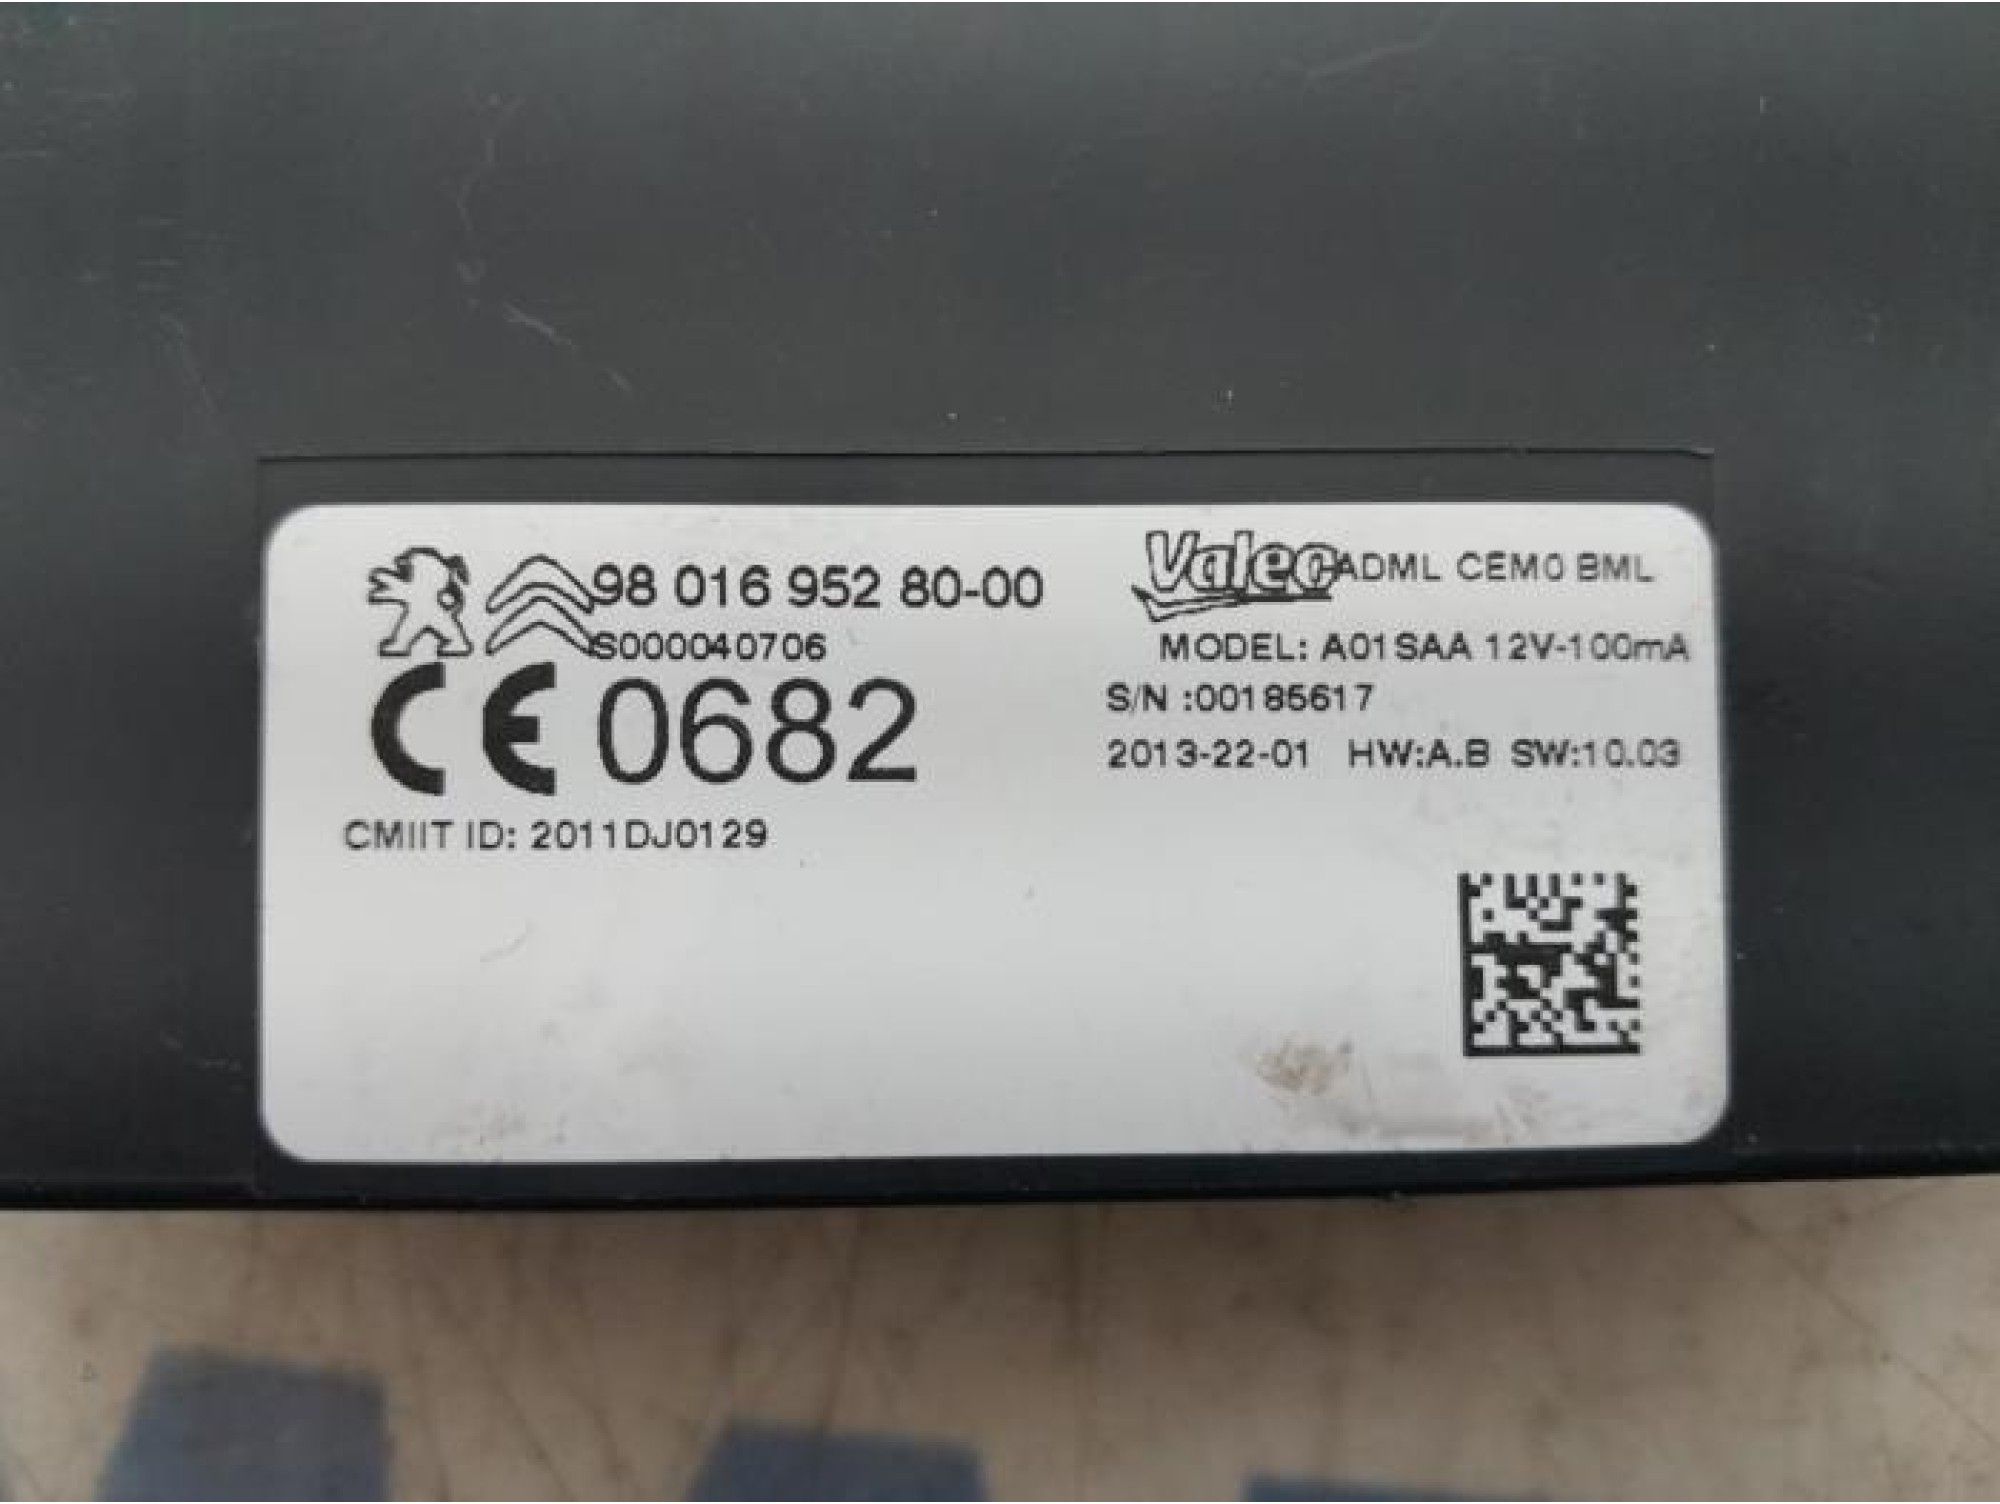 98 016 952 80-00
S000040706
CE 0682
CMIIT ID: 2011DJ0129
Valeo ADML CEM0 BML
MODEL: A01SAA 12V-100mA
S/N :00185617
2013-22-01 HW:A.B SW:10.03